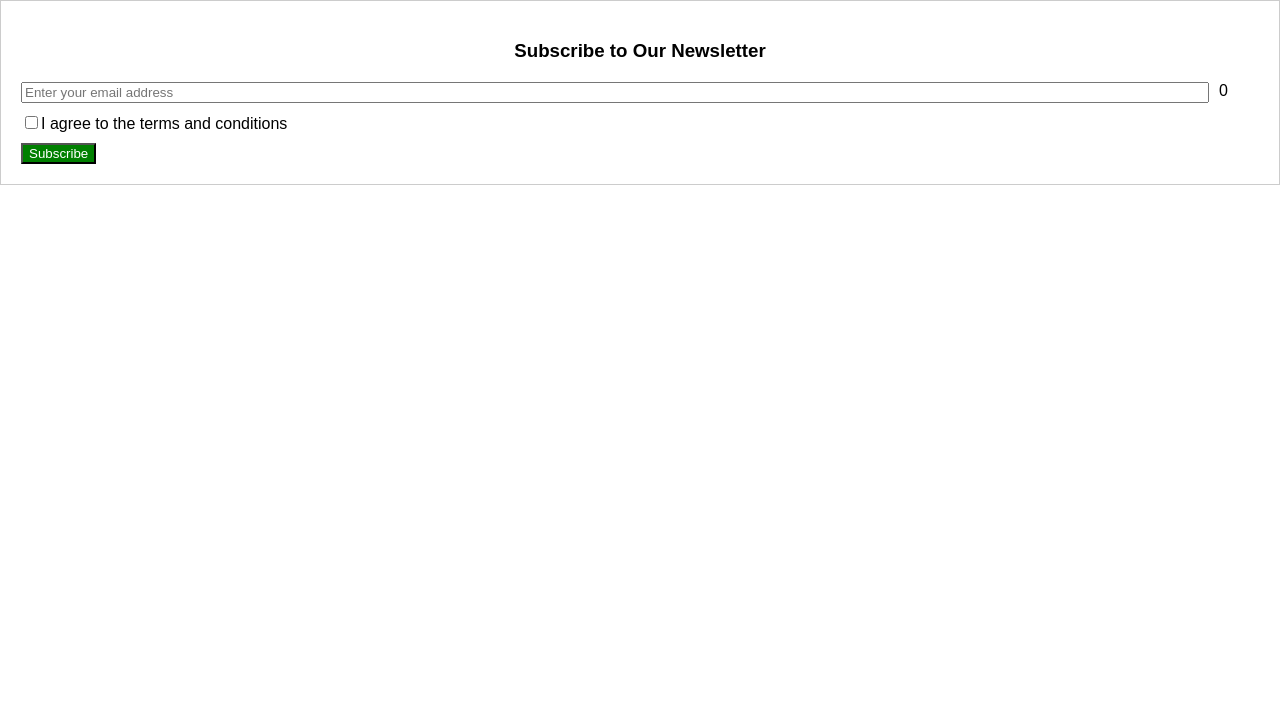 Subscribe to Our Newsletter
Enter your email address 0
I agree to the terms and conditions
Subscribe